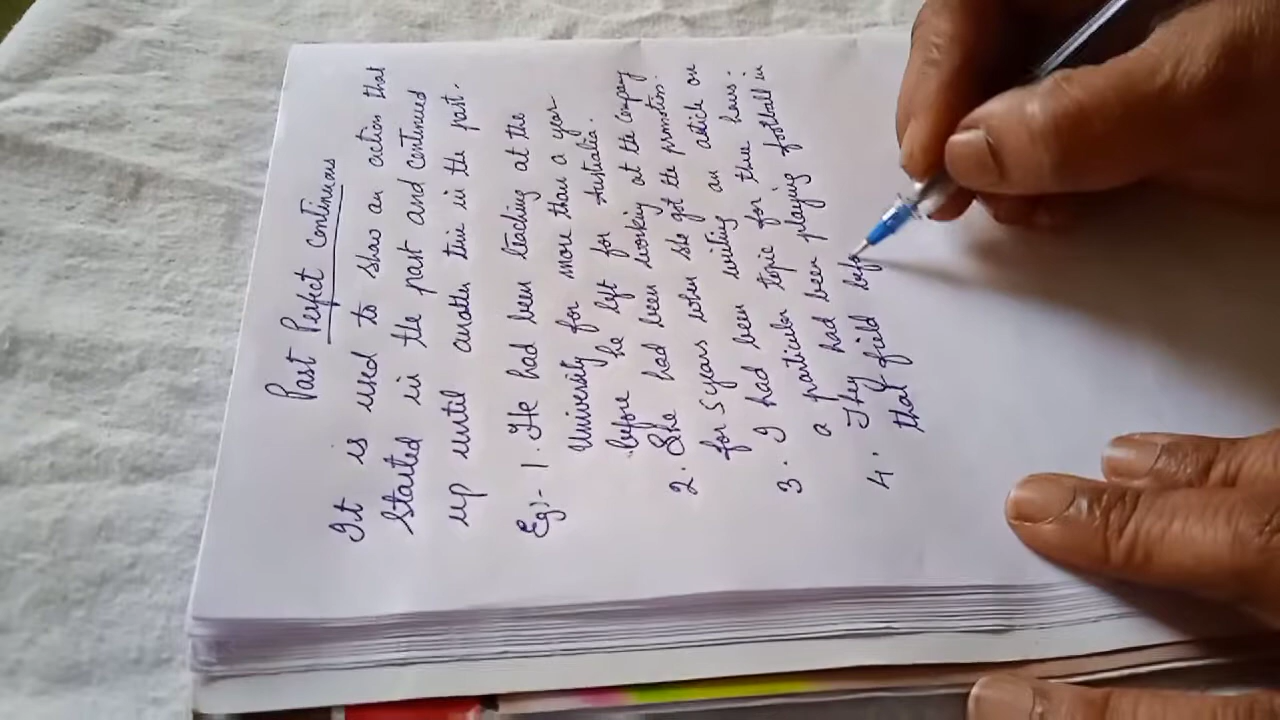 Past Perfect Continuous
It is used to show an action that
started in the past and continued
up until another time in the past.
Eg:- 1. He had been teaching at the
University for more than a year
before he left for Australia.
2. She had been working at the company
for 5 years when she got the promotion.
3. I had been writing an article on
a particular topic for three hours.
4. They had been playing football in
that field befo